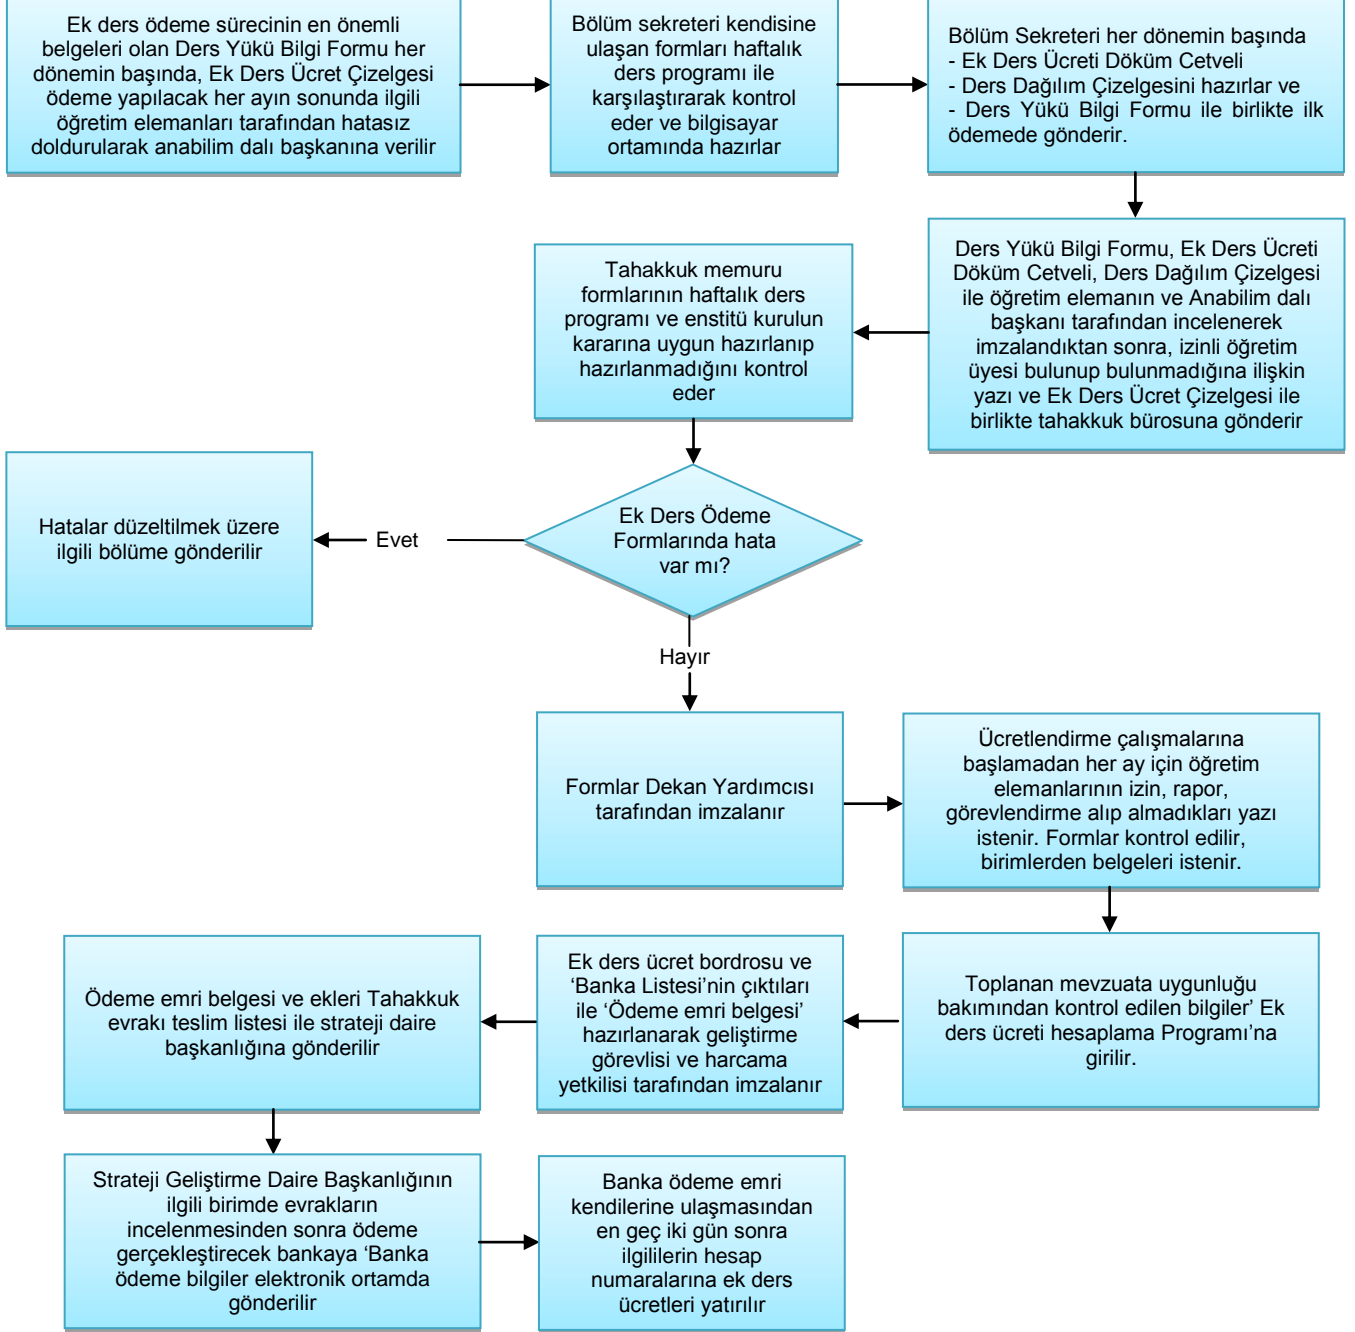 Ek ders ödeme sürecinin en önemli
belgeleri olan Ders Yükü Bilgi Formu her
dönemin başında, Ek Ders Ücret Çizelgesi
ödeme yapılacak her ayın sonunda ilgili
öğretim elemanları tarafından hatasız
doldurularak anabilim dalı başkanına verilir
Bölüm sekreteri kendisine
ulaşan formları haftalık
ders programı ile
karşılaştırarak kontrol
eder ve bilgisayar
ortamında hazırlar
Bölüm Sekreteri her dönemin başında
- Ek Ders Ücreti Döküm Cetveli
- Ders Dağılım Çizelgesini hazırlar ve
- Ders Yükü Bilgi Formu ile birlikte ilk
ödemede gönderir.
Ders Yükü Bilgi Formu, Ek Ders Ücreti
Döküm Cetveli, Ders Dağılım Çizelgesi
ile öğretim elemanın ve Anabilim dalı
başkanı tarafından incelenerek
imzalandıktan sonra, izinli öğretim
üyesi bulunup bulunmadığına ilişkin
yazı ve Ek Ders Ücret Çizelgesi ile
birlikte tahakkuk bürosuna gönderir
Tahakkuk memuru
formlarının haftalık ders
programı ve enstitü kurulun
kararına uygun hazırlanıp
hazırlanmadığını kontrol
eder
Ek Ders Ödeme
Formlarında hata
var mı?
Evet
Hatalar düzeltilmek üzere
ilgili bölüme gönderilir
Hayır
Formlar Dekan Yardımcısı
tarafından imzalanır
Ücretlendirme çalışmalarına
başlamadan her ay için öğretim
elemanlarının izin, rapor,
görevlendirme alıp almadıkları yazı
istenir. Formlar kontrol edilir,
birimlerden belgeleri istenir.
Toplanan mevzuata uygunluğu
bakımından kontrol edilen bilgiler’ Ek
ders ücreti hesaplama Programı’na
girilir.
Ek ders ücret bordrosu ve
‘Banka Listesi’nin çıktıları
ile ‘Ödeme emri belgesi’
hazırlanarak geliştirme
görevlisi ve harcama
yetkilisi tarafından imzalanır
Ödeme emri belgesi ve ekleri Tahakkuk
evrakı teslim listesi ile strateji daire
başkanlığına gönderilir
Strateji Geliştirme Daire Başkanlığının
ilgili birimde evrakların
incelenmesinden sonra ödeme
gerçekleştirecek bankaya ‘Banka
ödeme bilgiler elektronik ortamda
gönderilir
Banka ödeme emri
kendilerine ulaşmasından
en geç iki gün sonra
ilgililerin hesap
numaralarına ek ders
ücretleri yatırılır